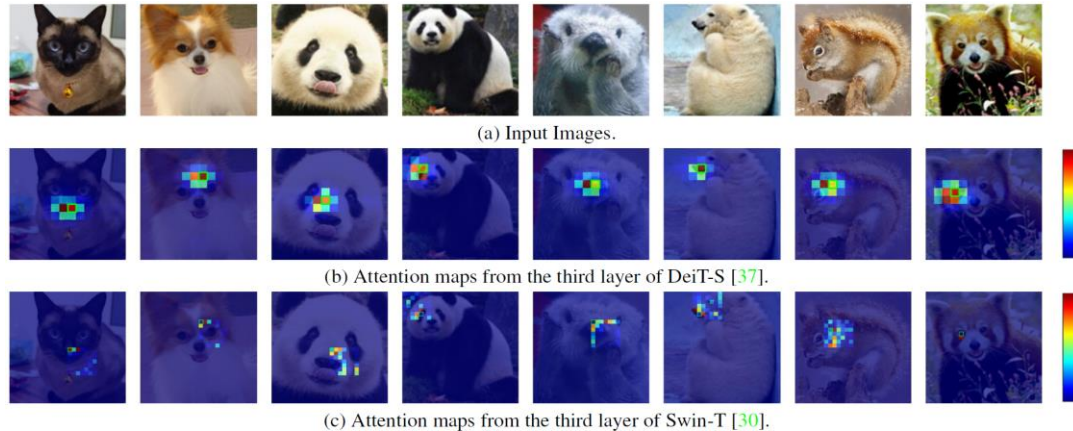 (a) Input Images.
(b) Attention maps from the third layer of DeiT-S [37].
(c) Attention maps from the third layer of Swin-T [30].